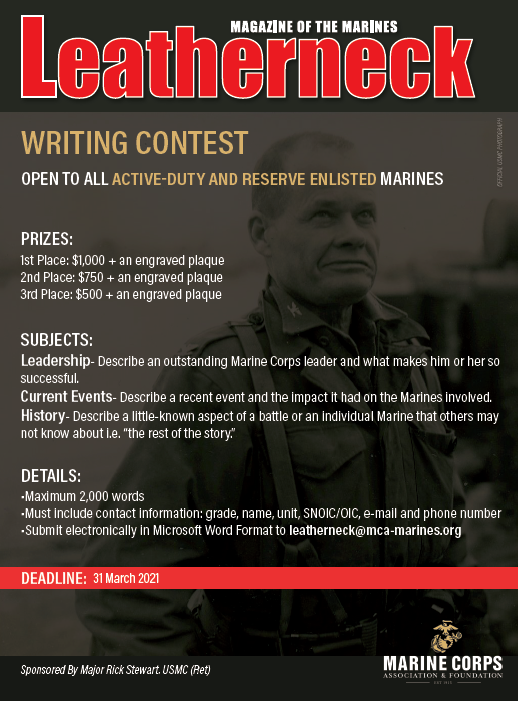 MAGAZINE OF THE MARINES
Leatherneck
OFFICIAL USMC PHOTOGRAPH
WRITING CONTEST
OPEN TO ALL ACTIVE-DUTY AND RESERVE ENLISTED MARINES
PRIZES:
1st Place: $1,000 + an engraved plaque
2nd Place: $750 + an engraved plaque
3rd Place: $500 + an engraved plaque
SUBJECTS:
Leadership- Describe an outstanding Marine Corps leader and what makes him or her so
successful.
Current Events- Describe a recent event and the impact it had on the Marines involved.
History- Describe a little-known aspect of a battle or an individual Marine that others may
not know about i.e. "the rest of the story."
DETAILS:
•Maximum 2,000 words
•Must include contact information: grade, name, unit, SNOIC/OIC, e-mail and phone number
•Submit electronically in Microsoft Word Format to leatherneck@mca-marines.org
DEADLINE: 31 March 2021
Sponsored By Major Rick Stewart. USMC (Ret)
MARINE CORPS
ASSOCIATION & FOUNDATION